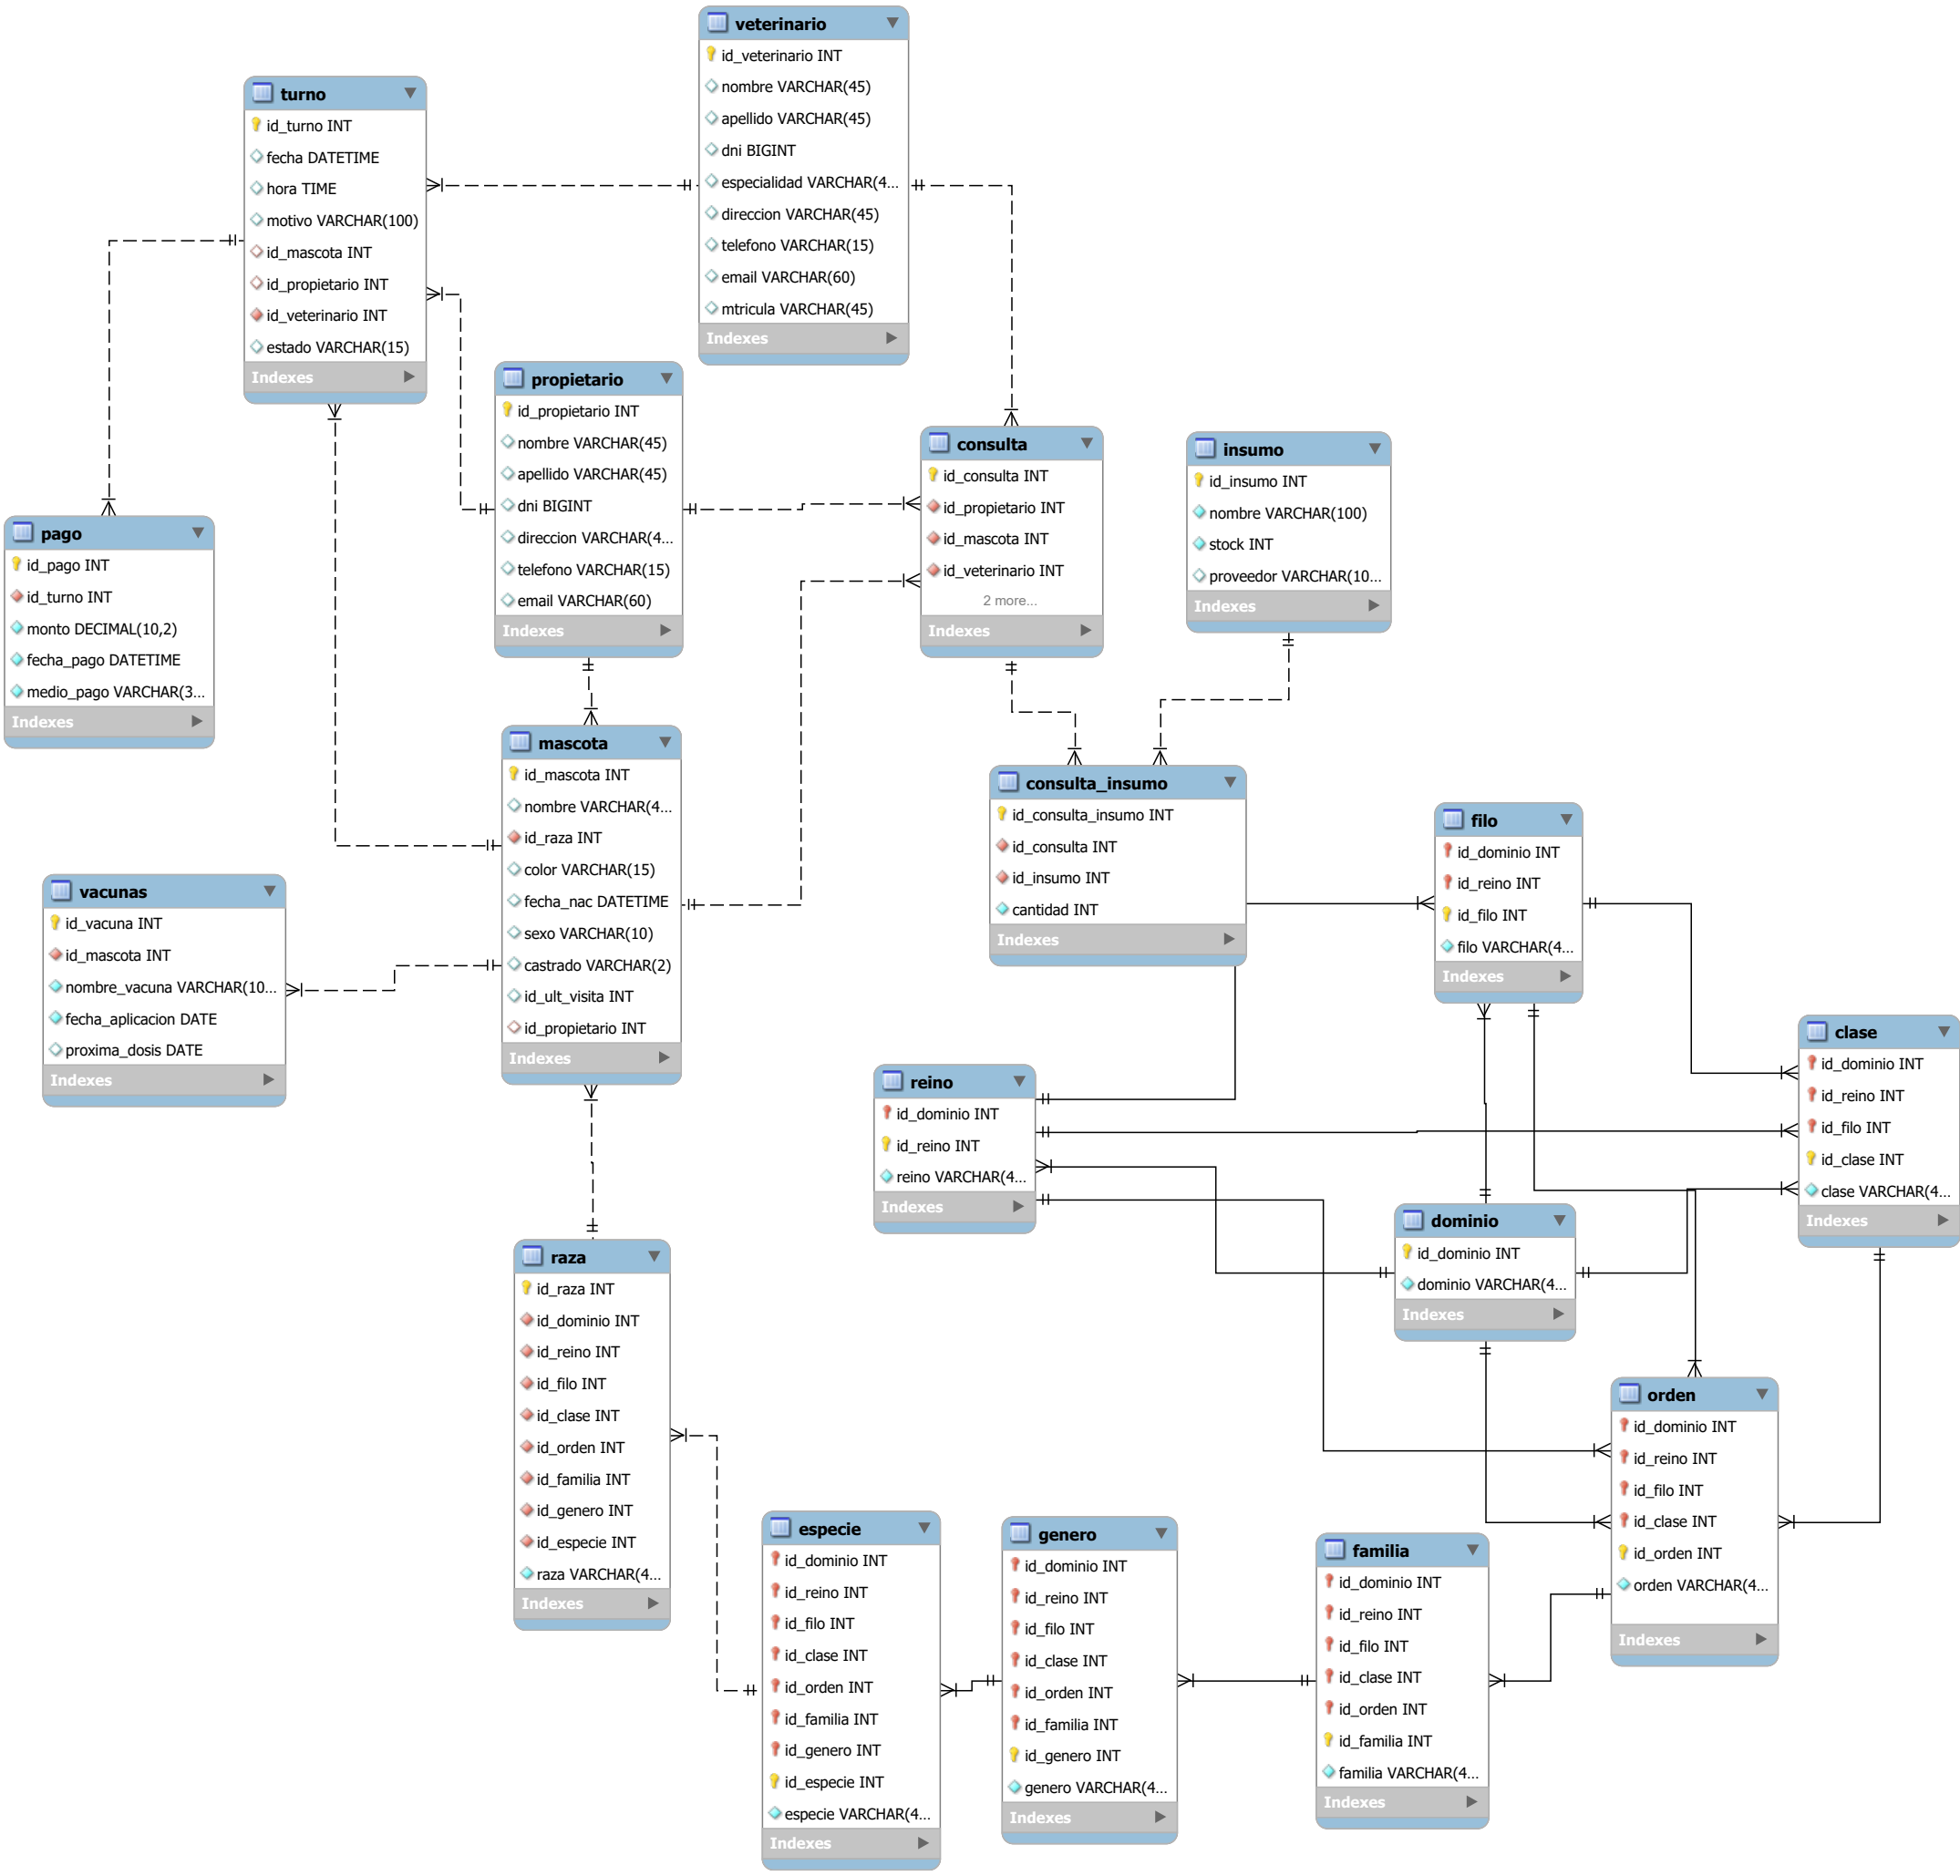 veterinario
id_veterinario INT
nombre VARCHAR(45)
apellido VARCHAR(45)
dni BIGINT
especialidad VARCHAR(4...
direccion VARCHAR(45)
telefono VARCHAR(15)
email VARCHAR(60)
mtricula VARCHAR(45)
Indexes
turno
id_turno INT
fecha DATETIME
hora TIME
motivo VARCHAR(100)
id_mascota INT
id_propietario INT
id_veterinario INT
estado VARCHAR(15)
Indexes
propietario
id_propietario INT
nombre VARCHAR(45)
apellido VARCHAR(45)
dni BIGINT
direccion VARCHAR(4...
telefono VARCHAR(15)
email VARCHAR(60)
Indexes
consulta
id_consulta INT
id_propietario INT
id_mascota INT
id_veterinario INT
2 more...
Indexes
insumo
id_insumo INT
nombre VARCHAR(100)
stock INT
proveedor VARCHAR(10...
Indexes
pago
id_pago INT
id_turno INT
monto DECIMAL(10,2)
fecha_pago DATETIME
medio_pago VARCHAR(3...
Indexes
mascota
id_mascota INT
nombre VARCHAR(4...
id_raza INT
color VARCHAR(15)
fecha_nac DATETIME
sexo VARCHAR(10)
castrado VARCHAR(2)
id_ult_visita INT
id_propietario INT
Indexes
consulta_insumo
id_consulta_insumo INT
id_consulta INT
id_insumo INT
cantidad INT
Indexes
filo
id_dominio INT
id_reino INT
id_filo INT
filo VARCHAR(4...
Indexes
vacunas
id_vacuna INT
id_mascota INT
nombre_vacuna VARCHAR(10...
fecha_aplicacion DATE
proxima_dosis DATE
Indexes
clase
id_dominio INT
id_reino INT
id_filo INT
id_clase INT
clase VARCHAR(4...
Indexes
reino
id_dominio INT
id_reino INT
reino VARCHAR(4...
Indexes
dominio
id_dominio INT
dominio VARCHAR(4...
Indexes
raza
id_raza INT
id_dominio INT
id_reino INT
id_filo INT
id_clase INT
id_orden INT
id_familia INT
id_genero INT
id_especie INT
raza VARCHAR(4...
Indexes
orden
id_dominio INT
id_reino INT
id_filo INT
id_clase INT
id_orden INT
orden VARCHAR(4...
Indexes
especie
id_dominio INT
id_reino INT
id_filo INT
id_clase INT
id_orden INT
id_familia INT
id_genero INT
id_especie INT
especie VARCHAR(4...
Indexes
genero
id_dominio INT
id_reino INT
id_filo INT
id_clase INT
id_orden INT
id_familia INT
id_genero INT
genero VARCHAR(4...
Indexes
familia
id_dominio INT
id_reino INT
id_filo INT
id_clase INT
id_orden INT
id_familia INT
familia VARCHAR(4...
Indexes